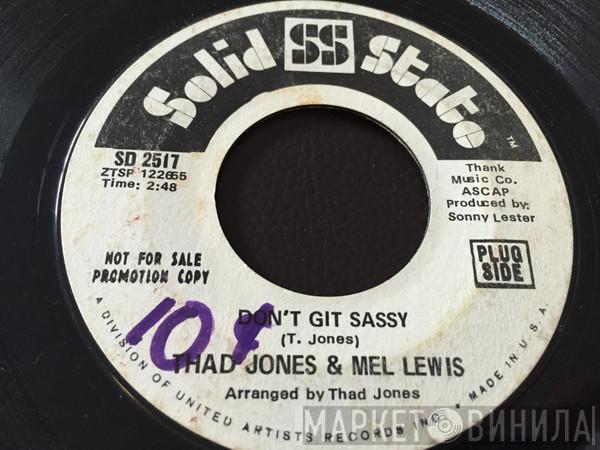 Solid SS State
TM
SD 2517
ZTSP 122655
Time: 2:48
Thank
Music Co.
ASCAP
Produced by:
Sonny Lester
NOT FOR SALE
PROMOTION COPY
PLUG
SIDE
10¢
DON'T GIT SASSY
(T. Jones)
THAD JONES & MEL LEWIS
Arranged by Thad Jones
A DIVISION OF UNITED ARTISTS RECORDS INC. • MADE IN U.S.A.
МАРКЕТ ВИНИЛА